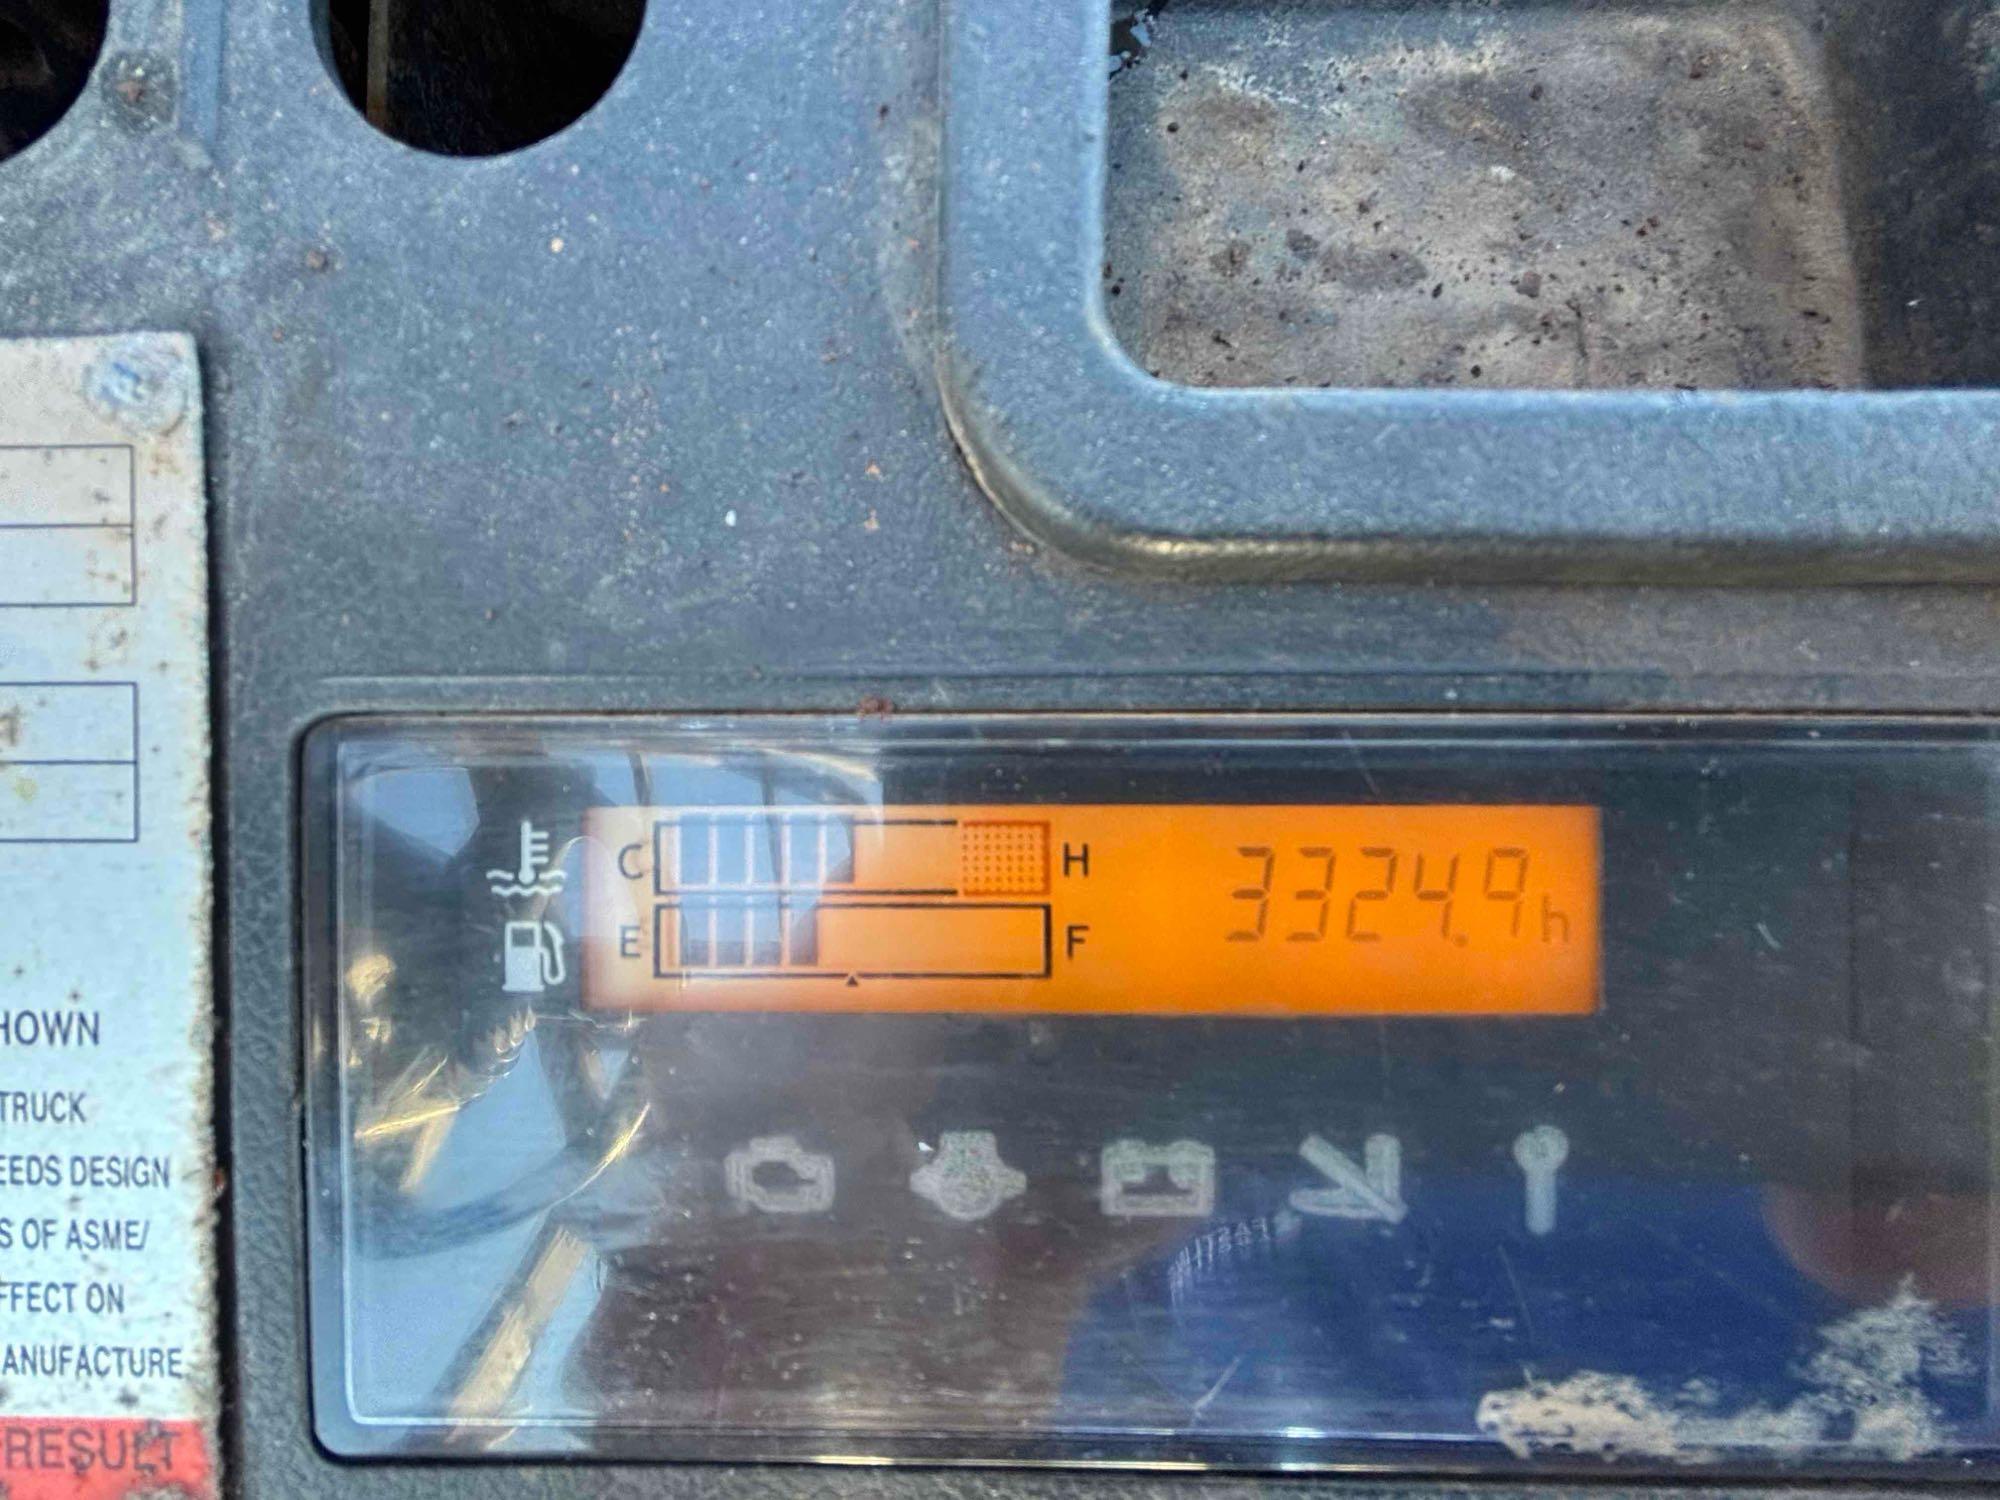 HOWN
TRUCK
EEDS DESIGN
S OF ASME/
FFECT ON
ANUFACTURE
RESULT
C H 3324.9h
E F